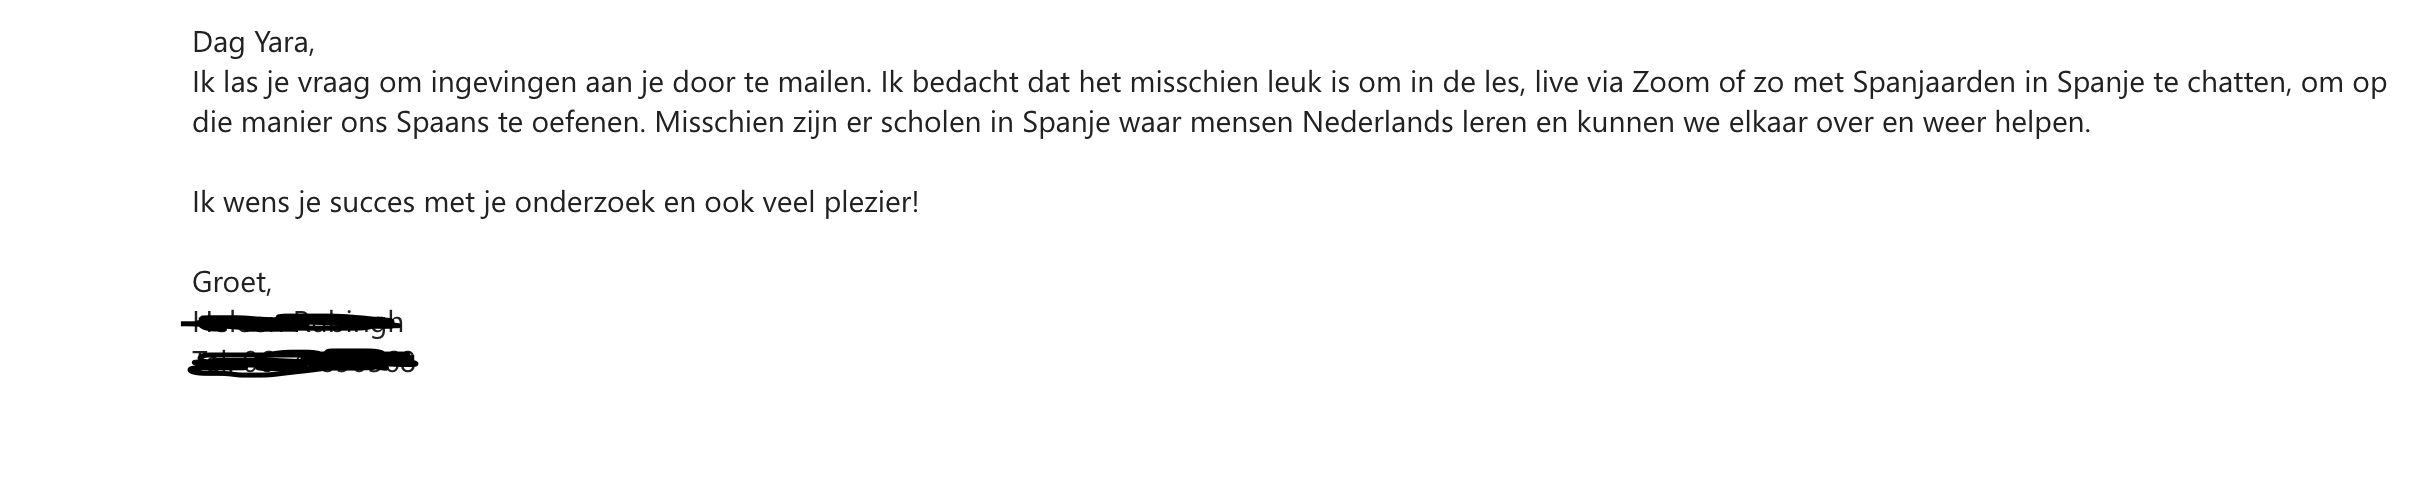 Dag Yara,
Ik las je vraag om ingevingen aan je door te mailen. Ik bedacht dat het misschien leuk is om in de les, live via Zoom of zo met Spanjaarden in Spanje te chatten, om op
die manier ons Spaans te oefenen. Misschien zijn er scholen in Spanje waar mensen Nederlands leren en kunnen we elkaar over en weer helpen.
Ik wens je succes met je onderzoek en ook veel plezier!
Groet,